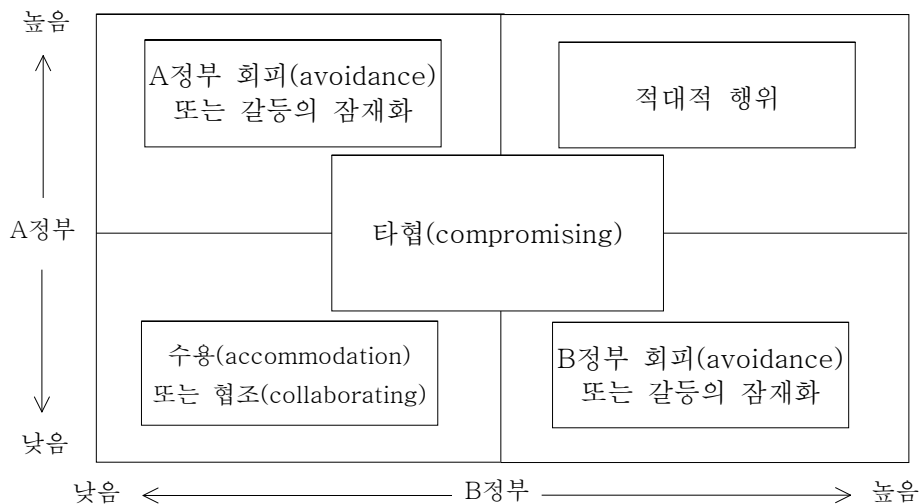 높음
A정부 회피(avoidance)
또는 갈등의 잠재화
적대적 행위
A정부
타협(compromising)
수용(accommodation)
또는 협조(collaborating)
B정부 회피(avoidance)
또는 갈등의 잠재화
낮음
낮음
B정부
높음